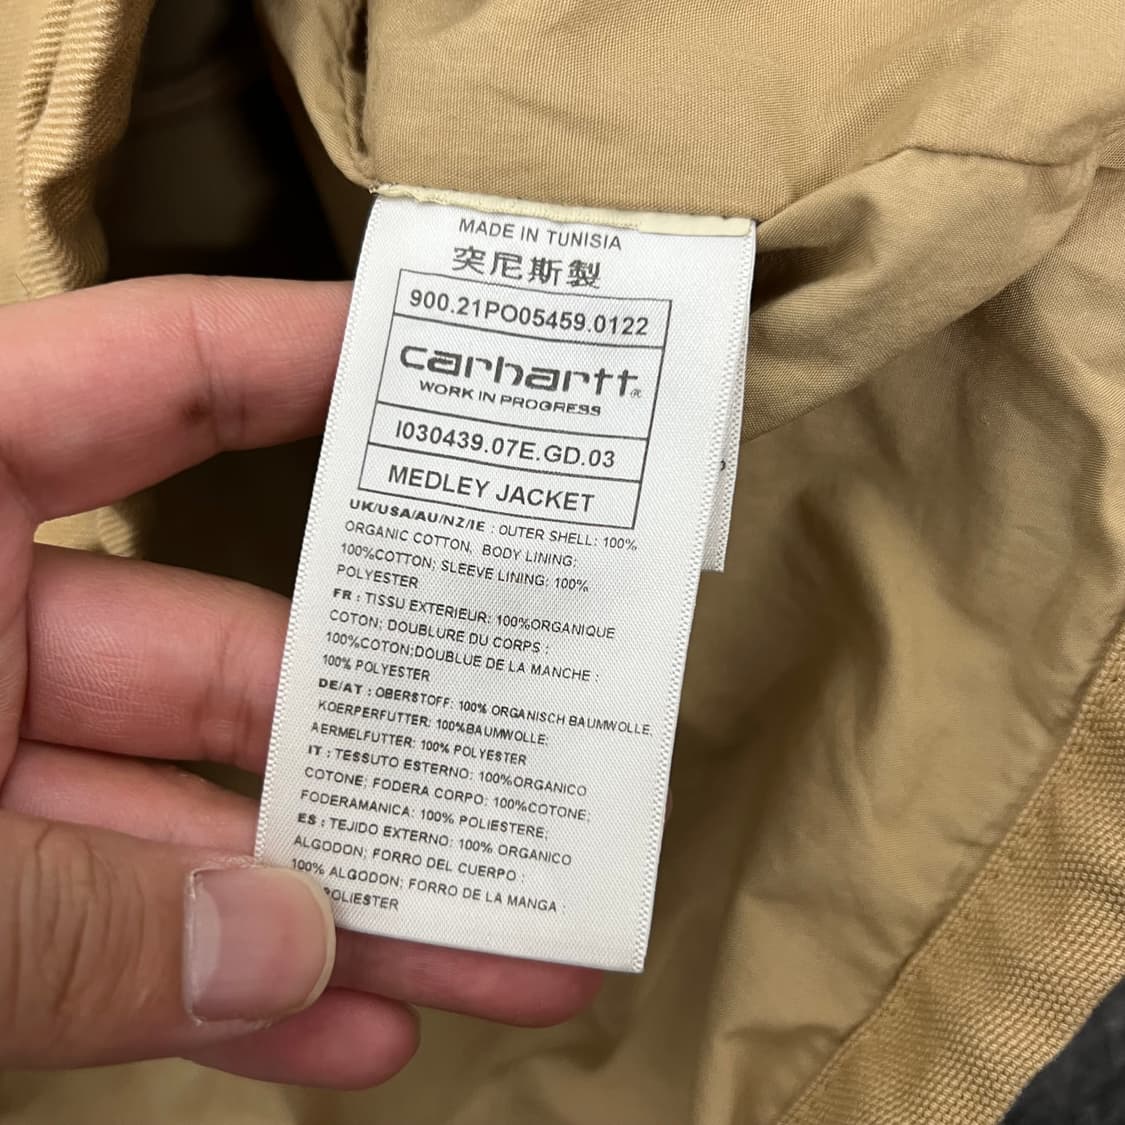 MADE IN TUNISIA
突尼斯製
900.21PO05459.0122
carhartt®
WORK IN PROGRESS
I030439.07E.GD.03
MEDLEY JACKET
UK/USA/AU/NZ/IE : OUTER SHELL: 100%
ORGANIC COTTON, BODY LINING:
100%COTTON; SLEEVE LINING: 100%
POLYESTER
FR : TISSU EXTERIEUR: 100%ORGANIQUE
COTON; DOUBLURE DU CORPS :
100%COTON;DOUBLUE DE LA MANCHE :
100% POLYESTER
DE/AT : OBERSTOFF: 100% ORGANISCH BAUMWOLLE,
KOERPERFUTTER: 100%BAUMWOLLE;
AERMELFUTTER: 100% POLYESTER
IT : TESSUTO ESTERNO: 100%ORGANICO
COTONE; FODERA CORPO: 100%COTONE;
FODERAMANICA: 100% POLIESTERE;
ES : TEJIDO EXTERNO: 100% ORGANICO
ALGODON; FORRO DEL CUERPO :
100% ALGODON; FORRO DE LA MANGA :
POLIESTER